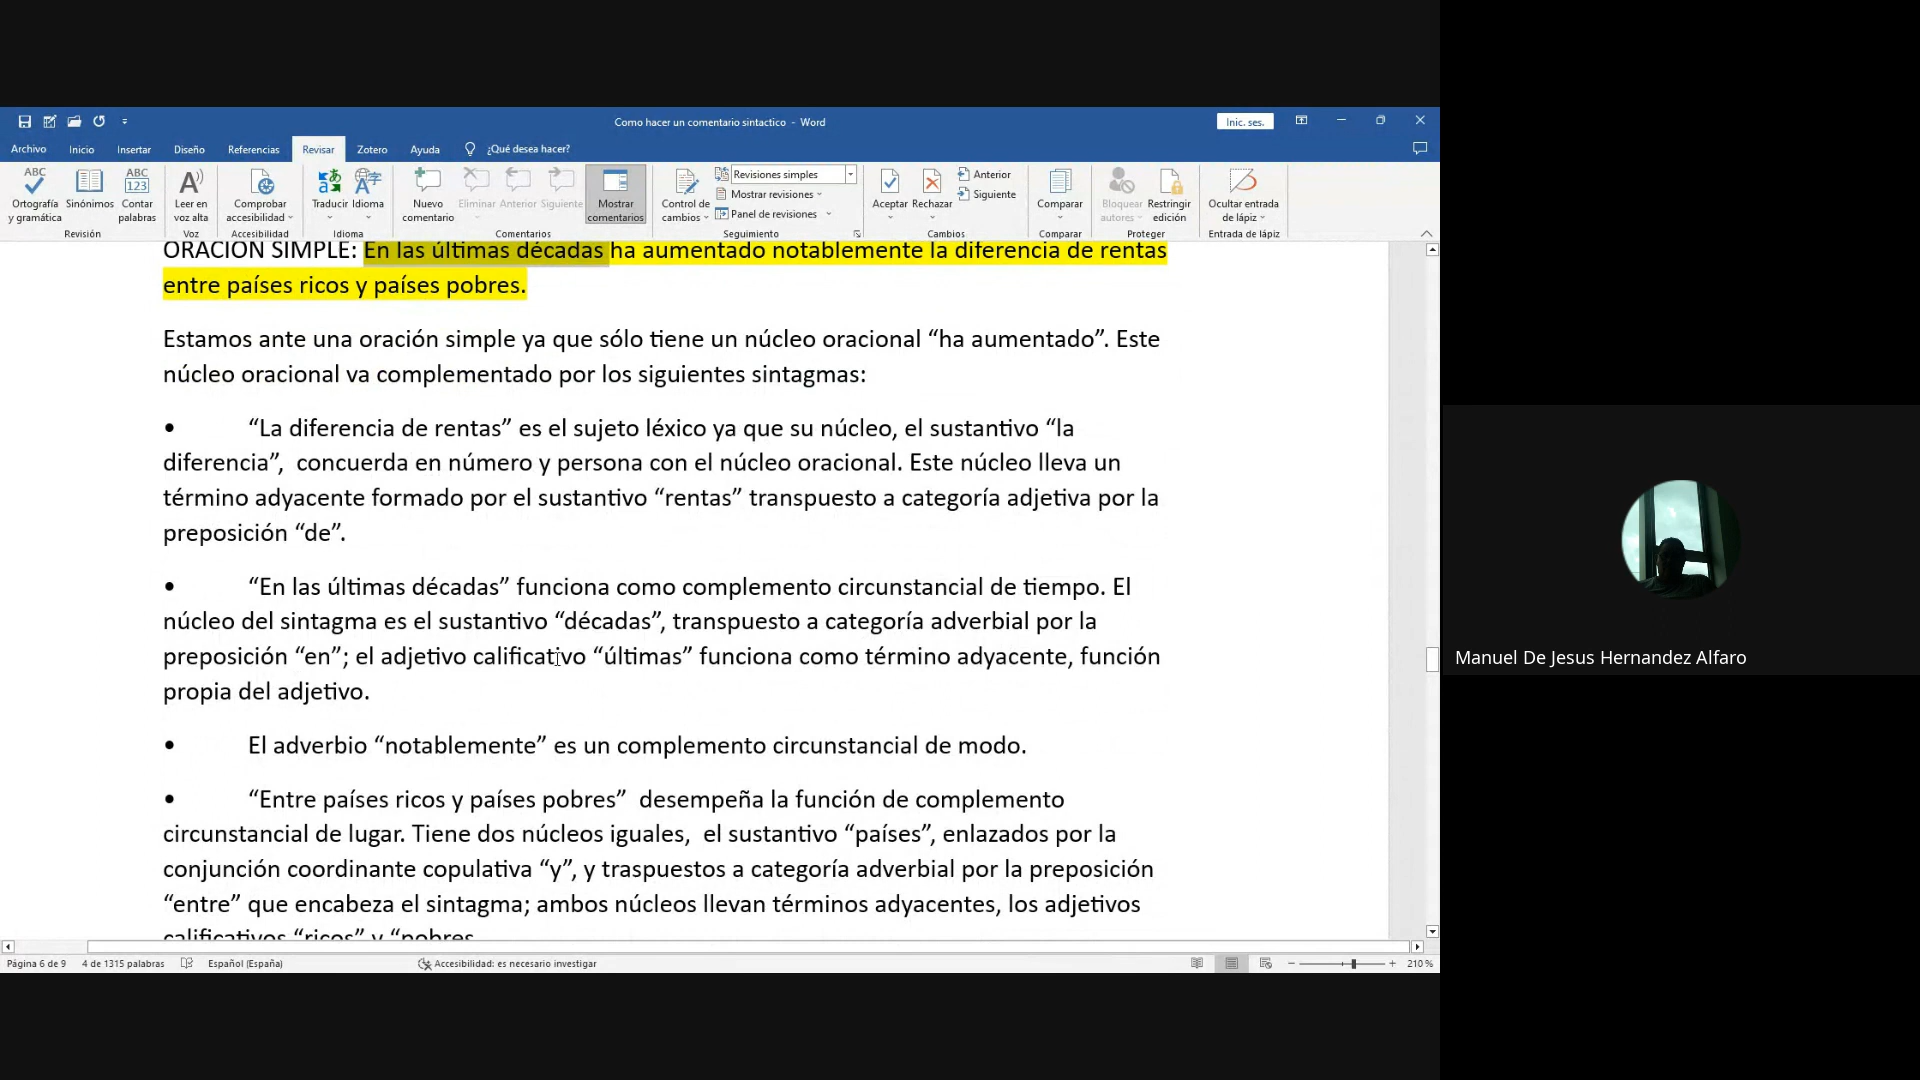 Como hacer un comentario sintactico - Word
Inic. ses.
Archivo Inicio Insertar Diseño Referencias Revisar Zotero Ayuda ¿Qué desea hacer?
ABC Ortografía y gramática
Sinónimos
ABC 123 Contar palabras
Revisión
A Leer en voz alta
Voz
Comprobar accesibilidad
Accesibilidad
Traducir
Idioma
Idioma
Nuevo comentario
Eliminar
Anterior
Siguiente
Mostrar comentarios
Comentarios
Control de cambios
Revisiones simples
Mostrar revisiones
Panel de revisiones
Seguimiento
Aceptar
Rechazar
Anterior
Siguiente
Cambios
Comparar
Comparar
Bloquear autores
Restringir edición
Proteger
Ocultar entrada de lápiz
Entrada de lápiz
ORACIÓN SIMPLE: En las últimas décadas ha aumentado notablemente la diferencia de rentas
entre países ricos y países pobres.
Estamos ante una oración simple ya que sólo tiene un núcleo oracional “ha aumentado”. Este
núcleo oracional va complementado por los siguientes sintagmas:
• “La diferencia de rentas” es el sujeto léxico ya que su núcleo, el sustantivo “la
diferencia”,  concuerda en número y persona con el núcleo oracional. Este núcleo lleva un
término adyacente formado por el sustantivo “rentas” transpuesto a categoría adjetiva por la
preposición “de”.
• “En las últimas décadas” funciona como complemento circunstancial de tiempo. El
núcleo del sintagma es el sustantivo “décadas”, transpuesto a categoría adverbial por la
preposición “en”; el adjetivo calificativo “últimas” funciona como término adyacente, función
propia del adjetivo.
• El adverbio “notablemente” es un complemento circunstancial de modo.
• “Entre países ricos y países pobres”  desempeña la función de complemento
circunstancial de lugar. Tiene dos núcleos iguales,  el sustantivo “países”, enlazados por la
conjunción coordinante copulativa “y”, y traspuestos a categoría adverbial por la preposición
“entre” que encabeza el sintagma; ambos núcleos llevan términos adyacentes, los adjetivos
calificativos “ricos” y “pobres
Página 6 de 9 4 de 1315 palabras Español (España) Accesibilidad: es necesario investigar 210 %
Manuel De Jesus Hernandez Alfaro